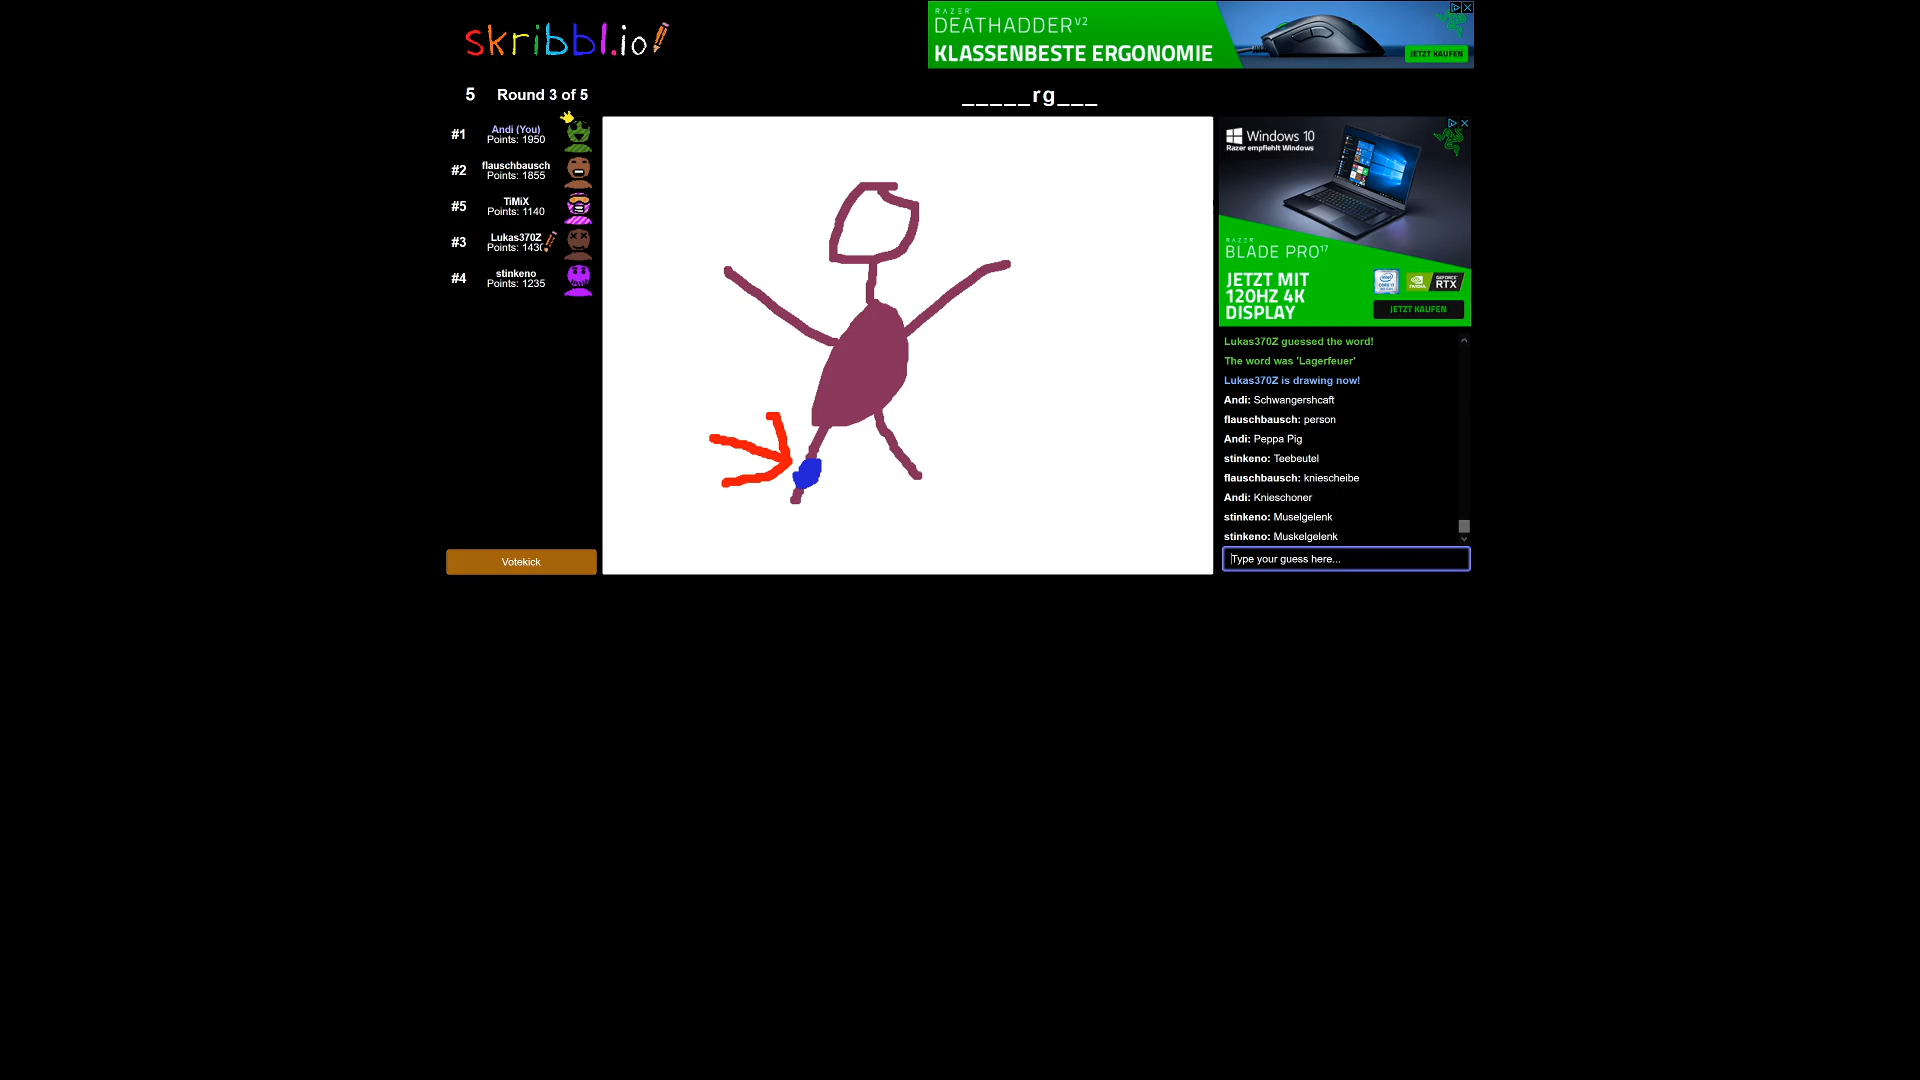 skribbl.io!
RAZER
DEATHADDER V2
KLASSENBESTE ERGONOMIE
JETZT KAUFEN
5 Round 3 of 5
_____rg___
#1 Andi (You)
Points: 1950
#2 flauschbausch
Points: 1855
#5 TiMiX
Points: 1140
#3 Lukas370Z
Points: 1430
#4 stinkeno
Points: 1235
Votekick
Windows 10
Razer empfiehlt Windows
RAZER
BLADE PRO 17
JETZT MIT
120HZ 4K
DISPLAY
GEFORCE
RTX
JETZT KAUFEN
Lukas370Z guessed the word!
The word was 'Lagerfeuer'
Lukas370Z is drawing now!
Andi: Schwangershcaft
flauschbausch: person
Andi: Peppa Pig
stinkeno: Teebeutel
flauschbausch: kniescheibe
Andi: Knieschoner
stinkeno: Muselgelenk
stinkeno: Muskelgelenk
Type your guess here...